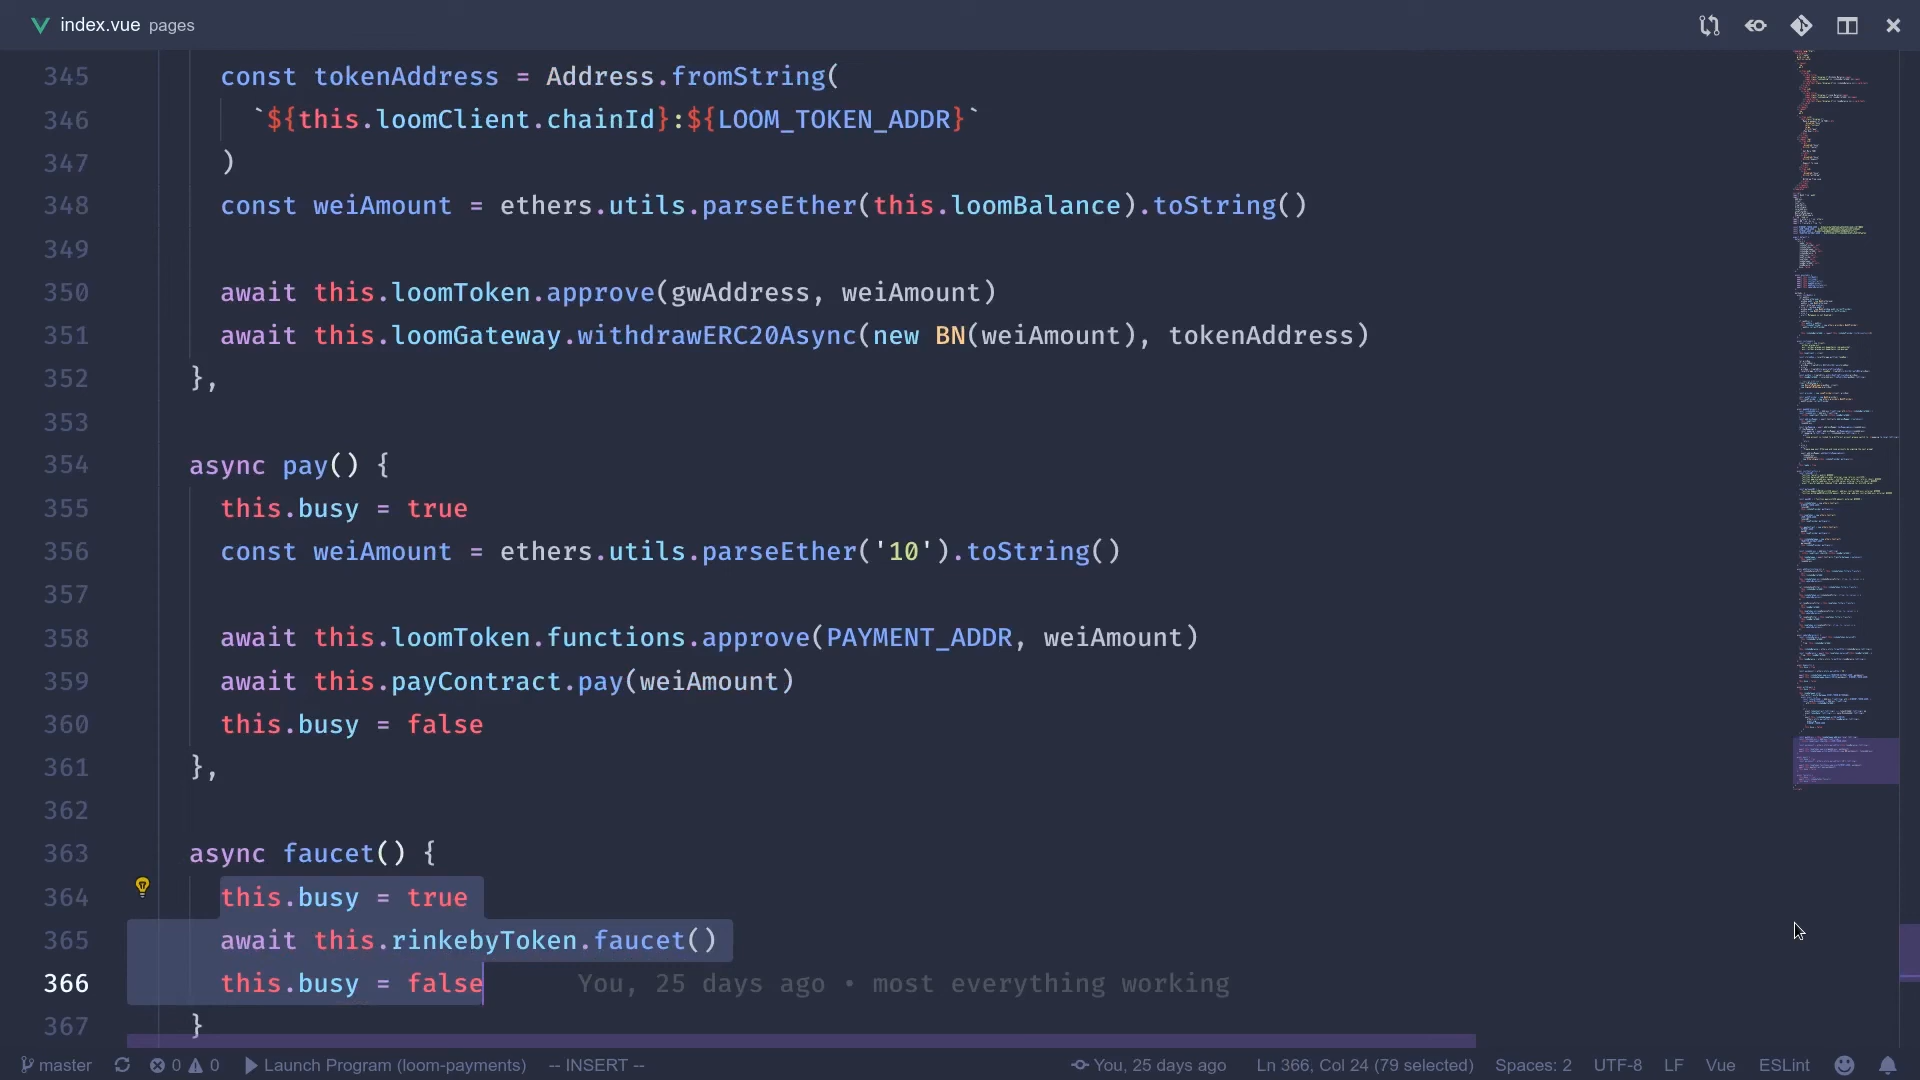 index.vue pages
345 const tokenAddress = Address.fromString(
346 `${this.loomClient.chainId}:${LOOM_TOKEN_ADDR}`
347 )
348 const weiAmount = ethers.utils.parseEther(this.loomBalance).toString()
349
350 await this.loomToken.approve(gwAddress, weiAmount)
351 await this.loomGateway.withdrawERC20Async(new BN(weiAmount), tokenAddress)
352 },
353
354 async pay() {
355 this.busy = true
356 const weiAmount = ethers.utils.parseEther('10').toString()
357
358 await this.loomToken.functions.approve(PAYMENT_ADDR, weiAmount)
359 await this.payContract.pay(weiAmount)
360 this.busy = false
361 },
362
363 async faucet() {
364 this.busy = true
365 await this.rinkebyToken.faucet()
366 this.busy = false You, 25 days ago • most everything working
367 }
master 0 0 Launch Program (loom-payments) -- INSERT -- You, 25 days ago Ln 366, Col 24 (79 selected) Spaces: 2 UTF-8 LF Vue ESLint